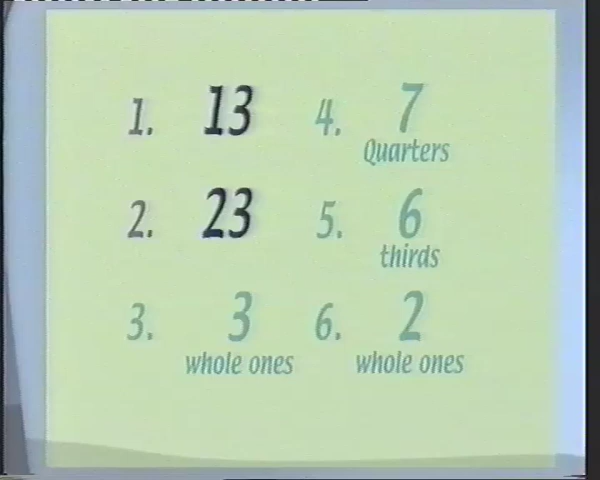 1. 13
2. 23
3. 3
whole ones
4. 7
Quarters
5. 6
thirds
6. 2
whole ones